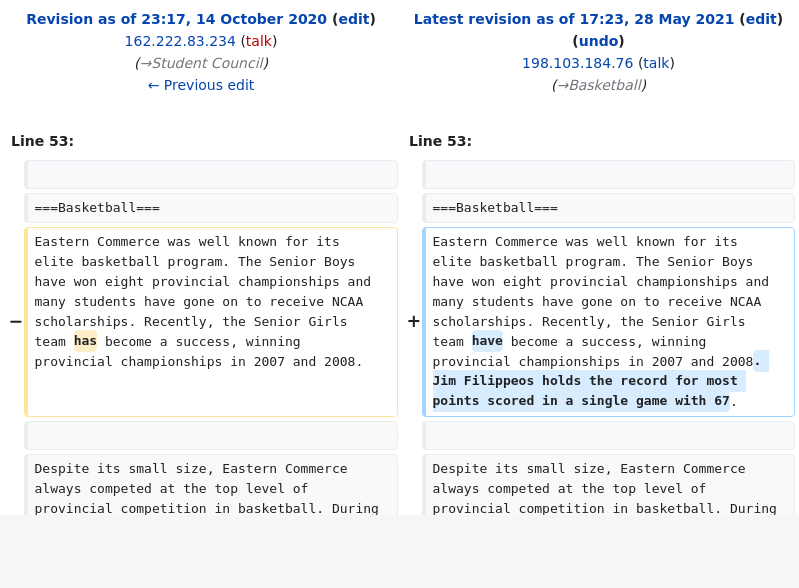 Revision as of 23:17, 14 October 2020 (edit)
162.222.83.234 (talk)
(→Student Council)
← Previous edit
Latest revision as of 17:23, 28 May 2021 (edit)
(undo)
198.103.184.76 (talk)
(→Basketball)
Line 53:
Line 53:
===Basketball===
===Basketball===
−
Eastern Commerce was well known for its
elite basketball program. The Senior Boys
have won eight provincial championships and
many students have gone on to receive NCAA
scholarships. Recently, the Senior Girls
team has become a success, winning
provincial championships in 2007 and 2008.
+
Eastern Commerce was well known for its
elite basketball program. The Senior Boys
have won eight provincial championships and
many students have gone on to receive NCAA
scholarships. Recently, the Senior Girls
team have become a success, winning
provincial championships in 2007 and 2008.
Jim Filippeos holds the record for most
points scored in a single game with 67.
Despite its small size, Eastern Commerce
always competed at the top level of
provincial competition in basketball. During
Despite its small size, Eastern Commerce
always competed at the top level of
provincial competition in basketball. During